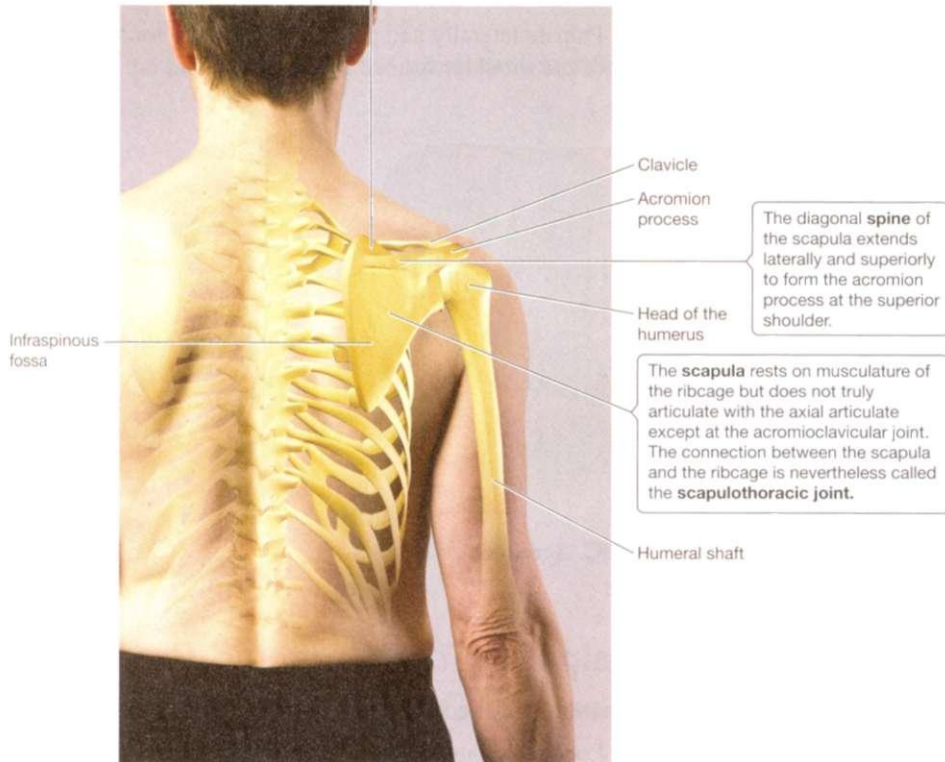 Clavicle
Acromion
process
The diagonal spine of
the scapula extends
laterally and superiorly
to form the acromion
process at the superior
shoulder.
Head of the
humerus
Infraspinous
fossa
The scapula rests on musculature of
the ribcage but does not truly
articulate with the axial articulate
except at the acromioclavicular joint.
The connection between the scapula
and the ribcage is nevertheless called
the scapulothoracic joint.
Humeral shaft